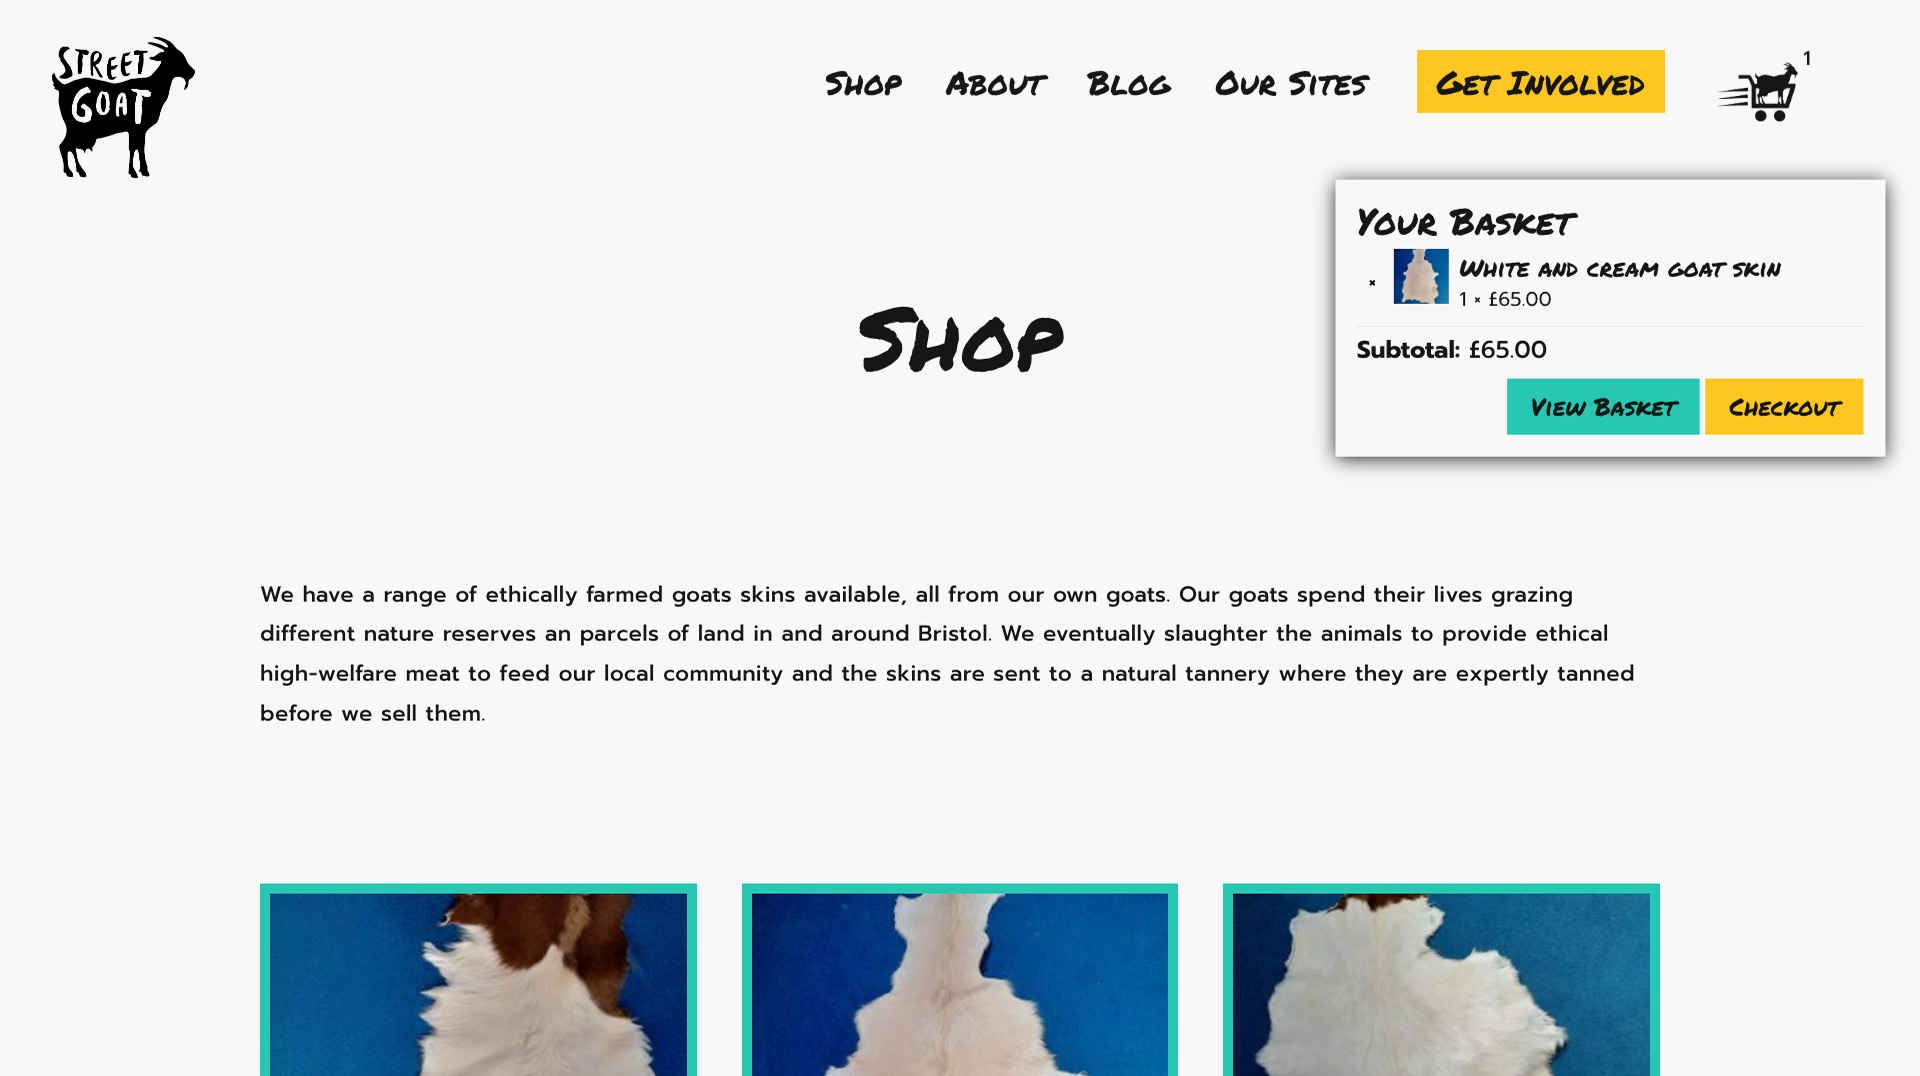 STREET
GOAT
Shop
About
Blog
Our Sites
Get Involved
1
Your Basket
×
White and cream goat skin
1 × £65.00
Subtotal: £65.00
View Basket
Checkout
Shop
We have a range of ethically farmed goats skins available, all from our own goats. Our goats spend their lives grazing
different nature reserves an parcels of land in and around Bristol. We eventually slaughter the animals to provide ethical
high-welfare meat to feed our local community and the skins are sent to a natural tannery where they are expertly tanned
before we sell them.